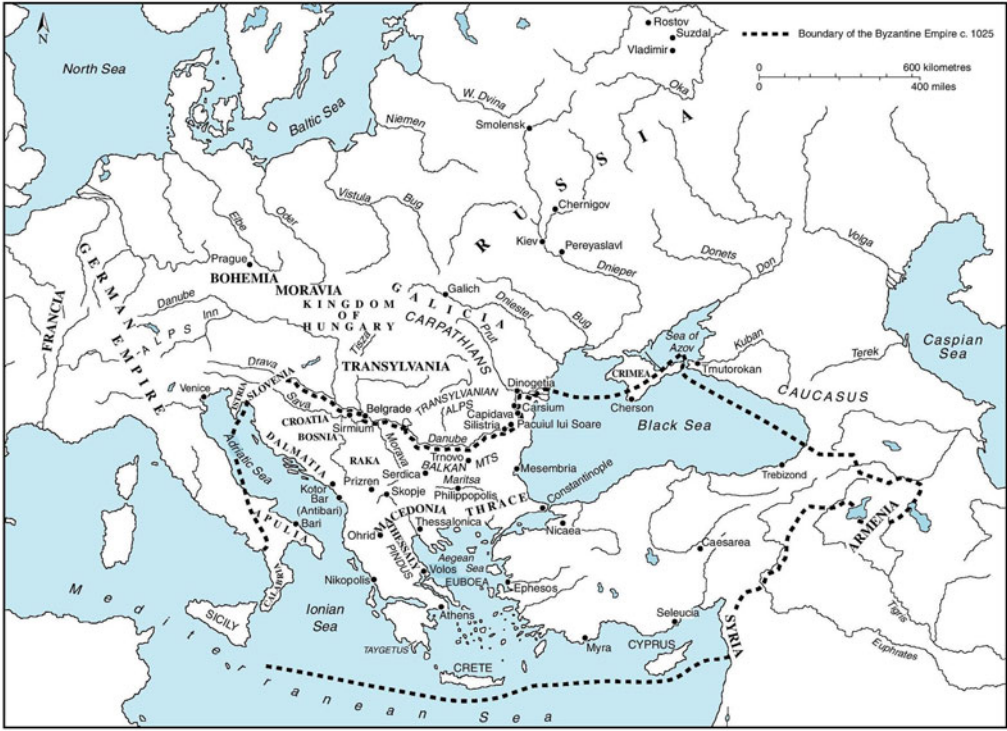 N
Rostov
Suzdal
Vladimir
Boundary of the Byzantine Empire c. 1025
0 600 kilometres
0 400 miles
North Sea
Baltic Sea
W. Dvina
Oka
Smolensk
Niemen
RUSSIA
Chernigov
Vistula
Bug
Elbe
Oder
Kiev
Pereyaslavl
Donets
Don
Volga
Dnieper
Prague
BOHEMIA
MORAVIA
GERMAN EMPIRE
FRANCIA
Danube
Inn
ALPS
KINGDOM
OF
HUNGARY
Galich
GALICIA
Dniester
Bug
CARPATHIANS
Prut
Tisza
Sea of
Azov
Kuban
Caspian
Sea
Terek
TRANSYLVANIA
Drava
CRIMEA
Tmutorokan
CAUCASUS
Venice
ISTRIA
SLOVENIA
Sava
TRANSYLVANIAN
ALPS
Dinogetia
Cherson
CROATIA
BOSNIA
Sirmium
Belgrade
Capidava
Carsium
Silistria
Pacuiul lui Soare
Black Sea
Danube
Adriatic Sea
DALMATIA
RAKA
Morava
Trnovo
BALKAN MTS
Mesembria
Serdica
Maritsa
Prizren
Skopje
Philippopolis
Constantinople
Trebizond
Kotor
Bar
(Antibari)
Bari
APULIA
MACEDONIA
THRACE
ARMENIA
Ohrid
Thessalonica
Nicaea
THESSALY
PINDUS
Aegean
Sea
Caesarea
Volos
CALABRIA
Nikopolis
EUBOEA
Ephesos
Tigris
SICILY
Ionian
Sea
Athens
Seleucia
SYRIA
TAYGETUS
Myra
CYPRUS
Euphrates
CRETE
Mediterranean Sea